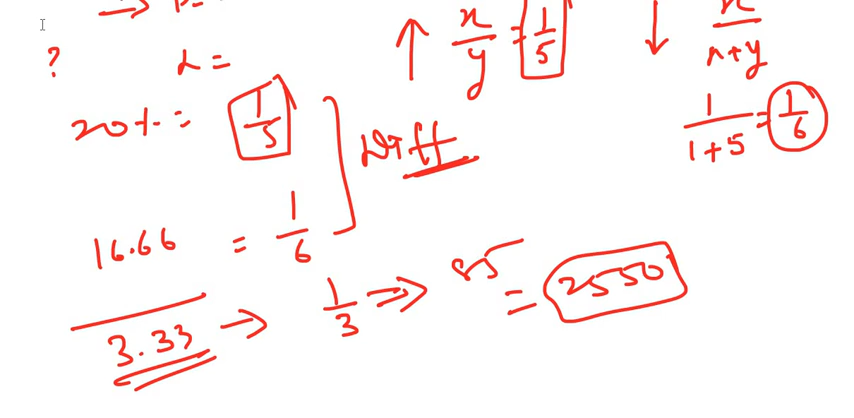 ↑ x/y = 1/5 ↓ x/x+y
? L =
20% = 1/5
Diff
1/1+5 = 1/6
16.66 = 1/6
3.33 → 1/3 ⇒ 85 = 2550